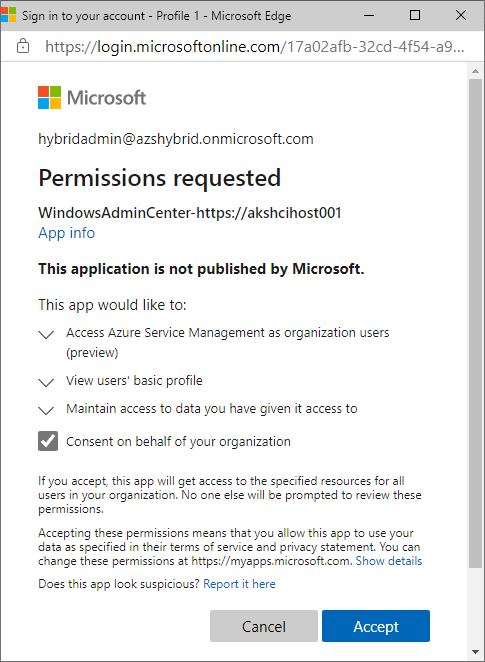 Sign in to your account - Profile 1 - Microsoft Edge
https://login.microsoftonline.com/17a02afb-32cd-4f54-a9...
Microsoft
hybridadmin@azshybrid.onmicrosoft.com
Permissions requested
WindowsAdminCenter-https://akshcihost001
App info
This application is not published by Microsoft.
This app would like to:
Access Azure Service Management as organization users
(preview)
View users' basic profile
Maintain access to data you have given it access to
Consent on behalf of your organization
If you accept, this app will get access to the specified resources for all
users in your organization. No one else will be prompted to review these
permissions.
Accepting these permissions means that you allow this app to use your
data as specified in their terms of service and privacy statement. You can
change these permissions at https://myapps.microsoft.com. Show details
Does this app look suspicious? Report it here
Cancel
Accept